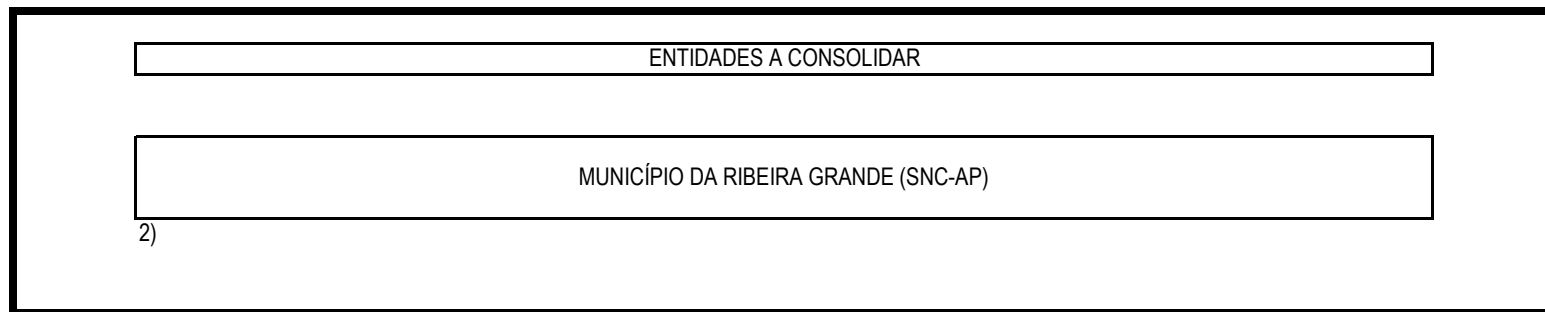 ENTIDADES A CONSOLIDAR
MUNICÍPIO DA RIBEIRA GRANDE (SNC-AP)
2)